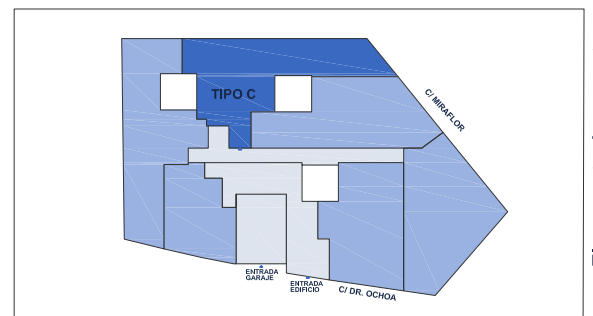 TIPO C
C/ MIRAFLOR
ENTRADA
GARAJE
ENTRADA
EDIFICIO
C/ DR. OCHOA